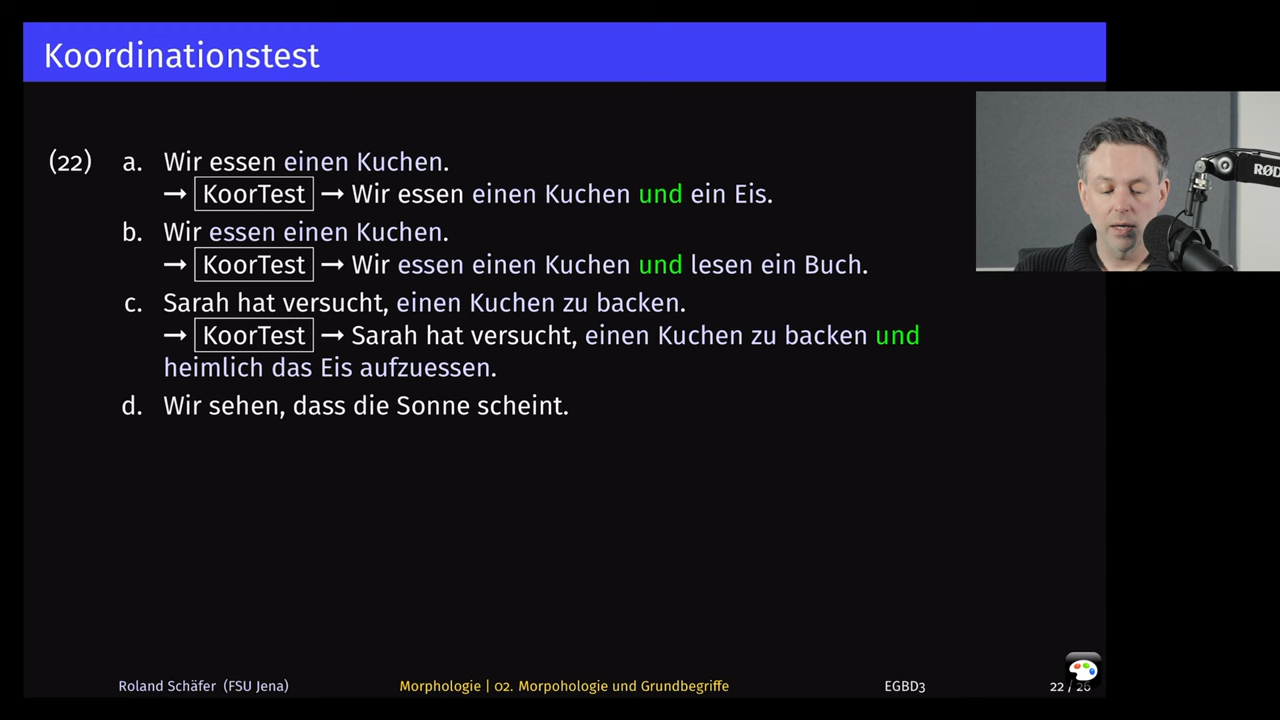 Koordinationstest
(22) a. Wir essen einen Kuchen.
→ KoorTest → Wir essen einen Kuchen und ein Eis.
b. Wir essen einen Kuchen.
→ KoorTest → Wir essen einen Kuchen und lesen ein Buch.
c. Sarah hat versucht, einen Kuchen zu backen.
→ KoorTest → Sarah hat versucht, einen Kuchen zu backen und
heimlich das Eis aufzuessen.
d. Wir sehen, dass die Sonne scheint.
RØD
Roland Schäfer (FSU Jena) Morphologie | 02. Morpohologie und Grundbegriffe EGBD3 22 / 26